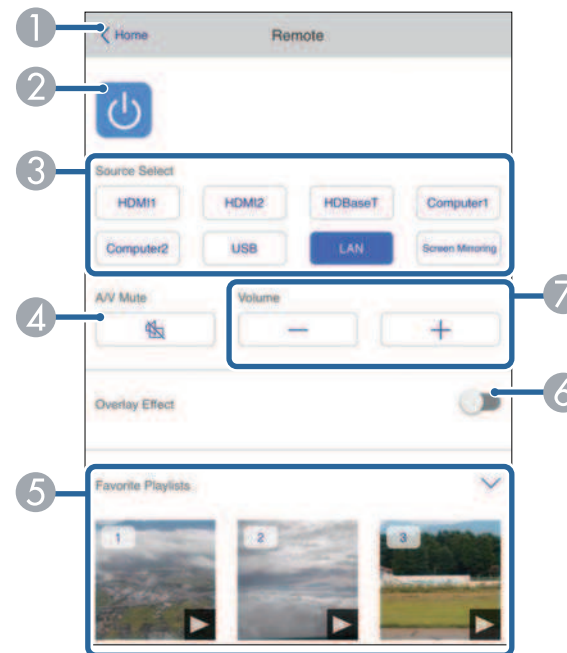 1
Home
Remote
2
3
Source Select
HDMI1 HDMI2 HDBaseT Computer1
Computer2 USB LAN Screen Mirroring
A/V Mute
Volume
7
4
− +
Overlay Effect
6
5
Favorite Playlists
1 2 3